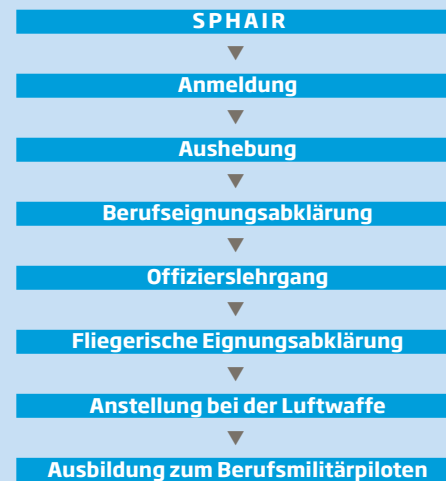 SPHAIR
Anmeldung
Aushebung
Berufseignungsabklärung
Offizierslehrgang
Fliegerische Eignungsabklärung
Anstellung bei der Luftwaffe
Ausbildung zum Berufsmilitärpiloten